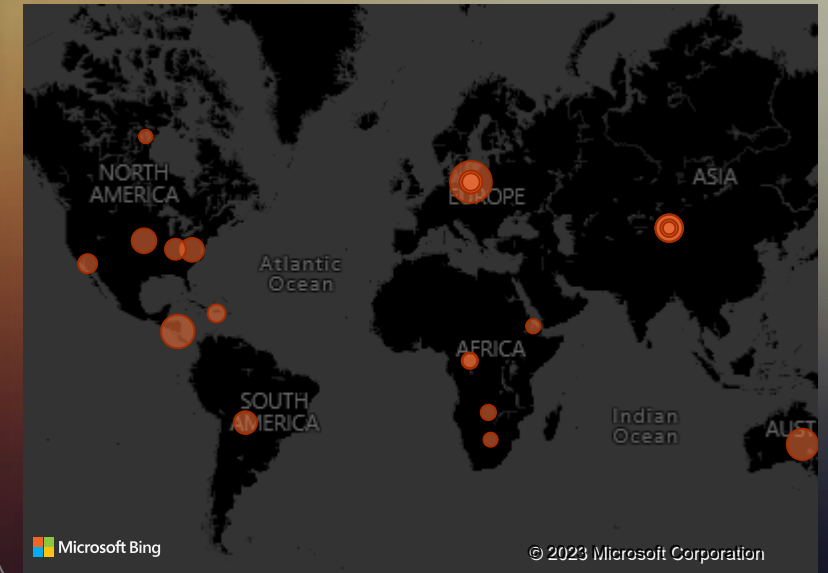 NORTH
AMERICA
ASIA
EUROPE
Atlantic
Ocean
AFRICA
SOUTH
AMERICA
Indian
Ocean
AUST
Microsoft Bing
© 2023 Microsoft Corporation